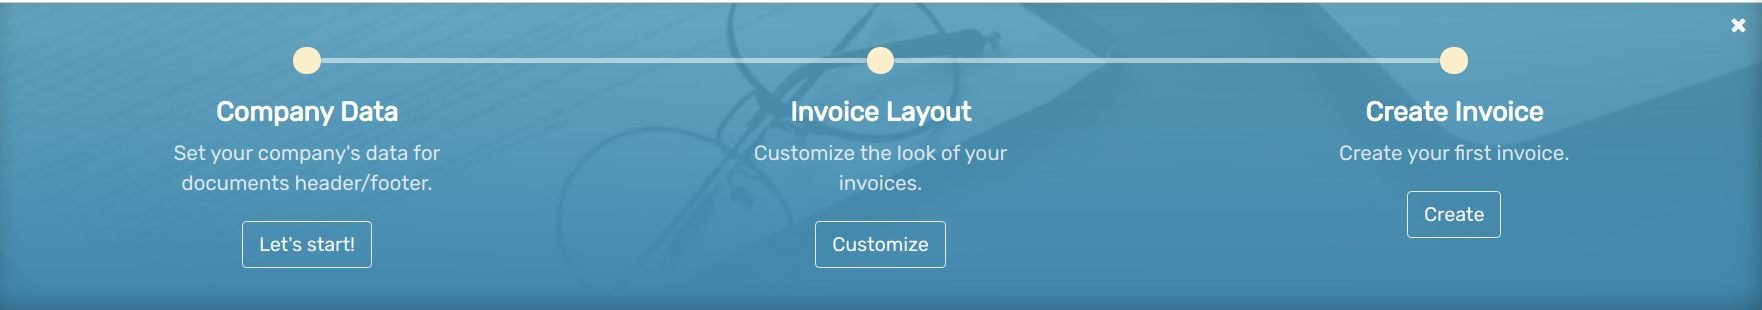 Company Data
Set your company's data for
documents header/footer.
Let's start!
Invoice Layout
Customize the look of your
invoices.
Customize
Create Invoice
Create your first invoice.
Create